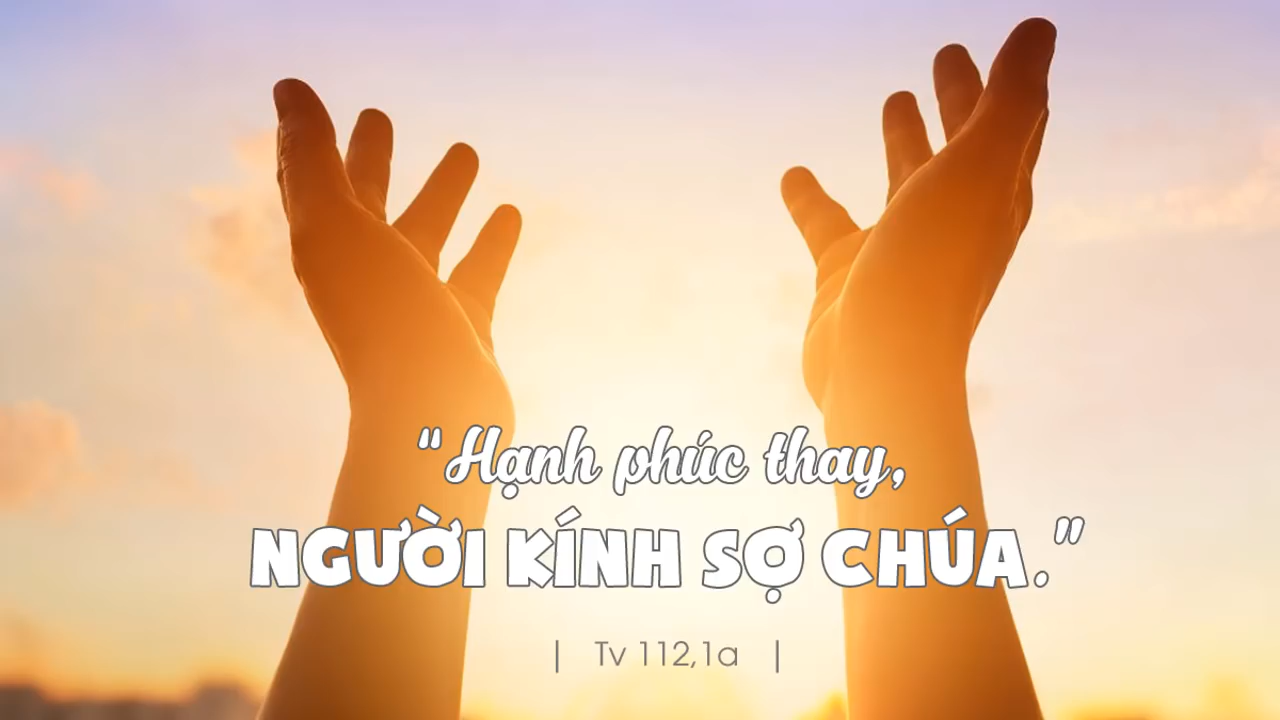 “Hạnh phúc thay,
NGƯỜI KÍNH SỢ CHÚA.”
| Tv 112,1a |